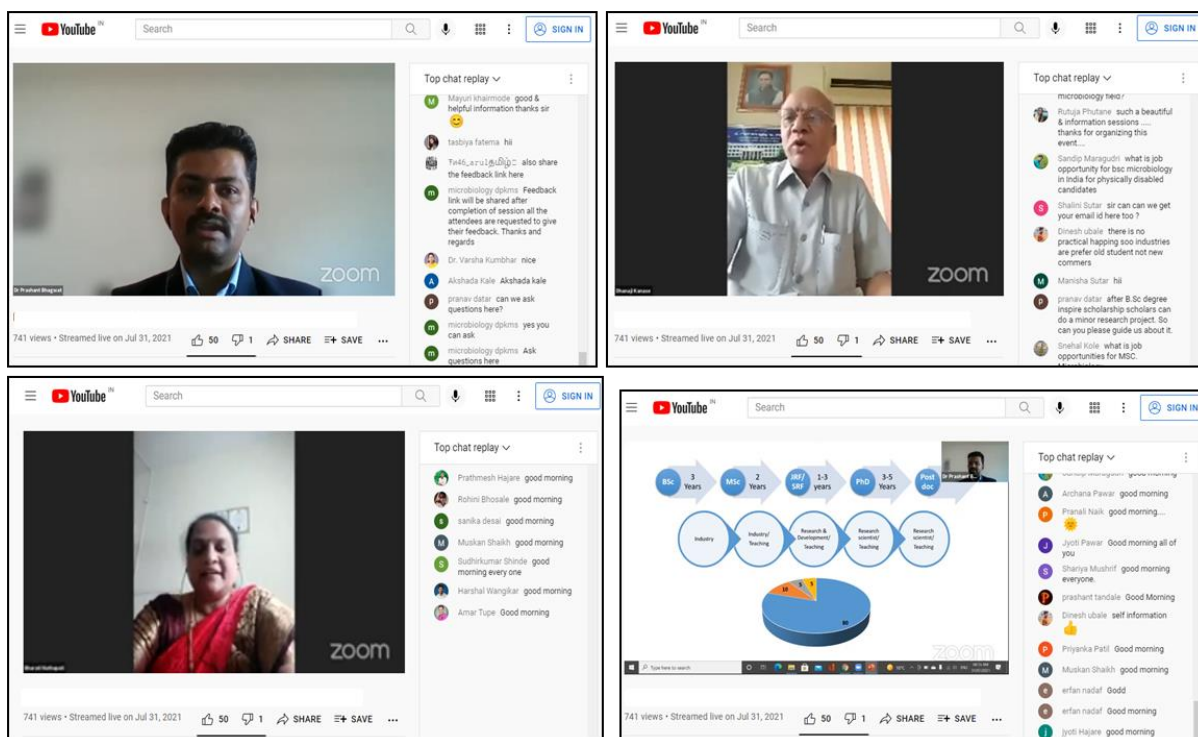 YouTube IN
Search
SIGN IN
Top chat replay
Mayuri khairmode good &
helpful information thanks sir
tasbiya fatema hii
also share
the feedback link here
microbiology dpkms Feedback
link will be shared after
completion of session all the
attendees are requested to give
their feedback. Thanks and
regards
Dr. Varsha Kumbhar nice
Akshada Kale Akshada kale
pranav datar can we ask
questions here?
microbiology dpkms yes you
can ask
microbiology dpkms Ask
questions here
zoom
Dr Prashant Bhagwat
741 views • Streamed live on Jul 31, 2021
50 1 SHARE SAVE
YouTube IN
Search
SIGN IN
Top chat replay
microbiology field?
Rutuja Phutane such a beautiful
& information sessions .....
thanks for organizing this
event....
Sandip Maragudri what is job
opportunity for bsc microbiology
in India for physically disabled
candidates
Shalini Sutar sir can can we get
your email id here too ?
Dinesh ubale there is no
practical happing soo industries
are prefer old student not new
commers
Manisha Sutar hii
pranav datar after B.Sc degree
inspire scholarship scholars can
do a minor research project. So
can you please guide us about it.
Snehal Kole what is job
opportunities for MSC.
zoom
741 views • Streamed live on Jul 31, 2021
50 1 SHARE SAVE
YouTube IN
Search
SIGN IN
Top chat replay
Prathmesh Hajare good morning
Rohini Bhosale good morning
sanika desai good morning
Muskan Shaikh good morning
Sudhirkumar Shinde good
morning every one
Harshal Wangikar good morning
Amar Tupe Good morning
zoom
741 views • Streamed live on Jul 31, 2021
50 1 SHARE SAVE
YouTube IN
Search
SIGN IN
BSc
3
Years
MSc
2
Years
JRF/
SRF
1-3
years
PhD
3-5
Years
Post
doc
Industry
Industry/
Teaching
Research &
Development/
Teaching
Research
scientist/
Teaching
Research
scientist/
Teaching
10
5
5
80
zoom
Type here to search
Top chat replay
Archana Pawar good morning
Pranali Naik good morning....
Jyoti Pawar Good morning all of
you
Shariya Mushrif good morning
everyone.
prashant tandale Good Morning
Dinesh ubale self information
Priyanka Patil Good morning
Muskan Shaikh good morning
erfan nadaf Godd
erfan nadaf Good morning
jyoti Hajare good morning
741 views • Streamed live on Jul 31, 2021
50 1 SHARE SAVE